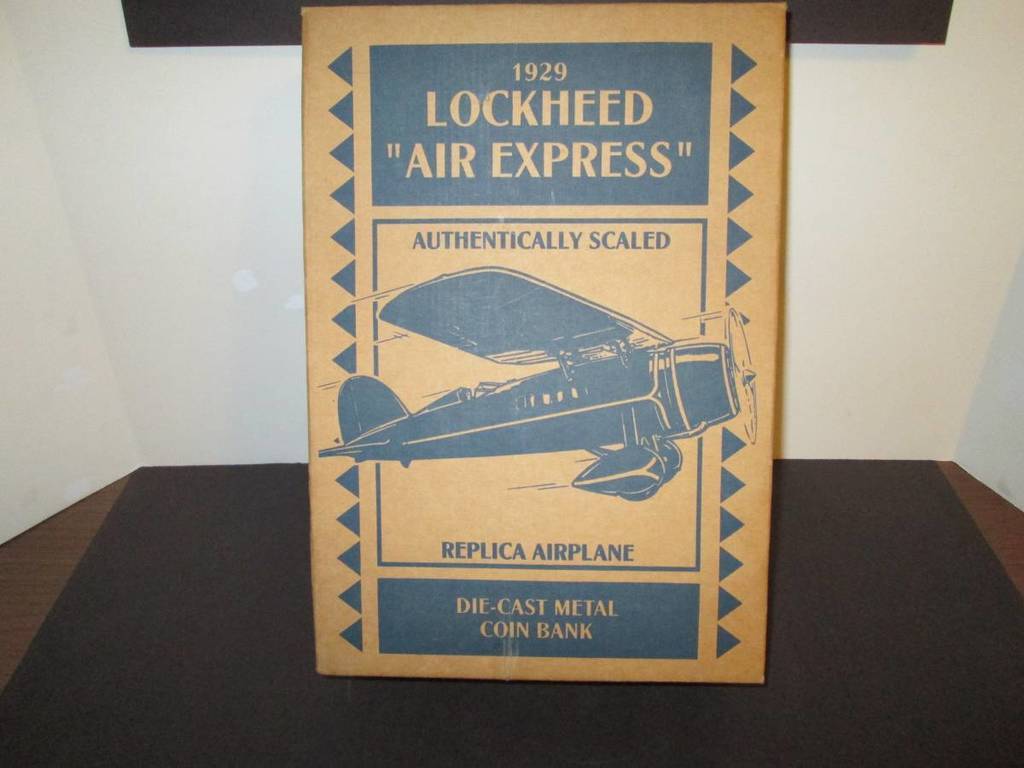 1929
LOCKHEED
"AIR EXPRESS"
AUTHENTICALLY SCALED
REPLICA AIRPLANE
DIE-CAST METAL
COIN BANK